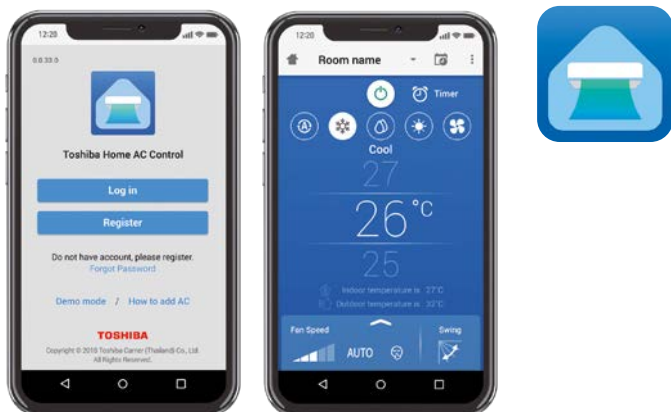 12:20
0.0.33.0
Toshiba Home AC Control
Log in
Register
Do not have account, please register.
Forgot Password
Demo mode / How to add AC
TOSHIBA
Copyright © 2018 Toshiba Carrier (Thailand) Co., Ltd.
All Rights Reserved.
12:20
Room name
Timer
A
Cool
27
26°C
25
Indoor temperature is 27°C
Outdoor temperature is 32°C
Fan Speed
Swing
AUTO